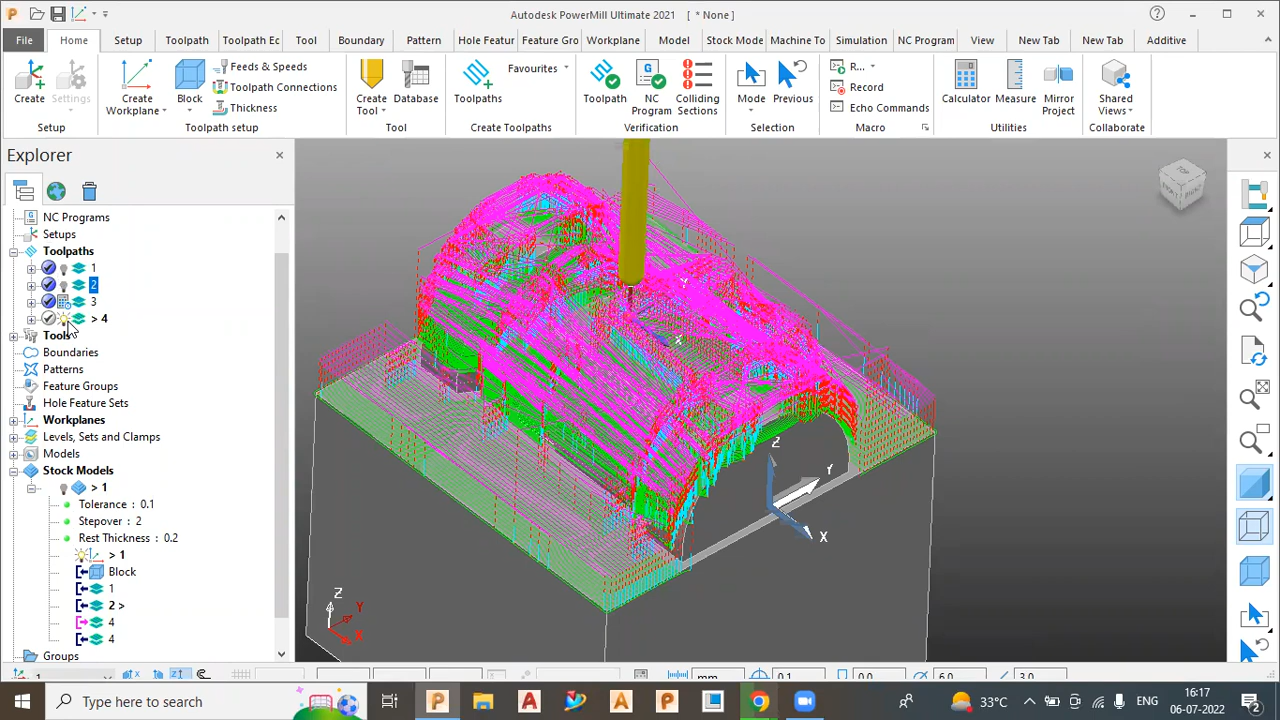 Autodesk PowerMill Ultimate 2021 [ * None ]
File Home Setup Toolpath Toolpath Ec Tool Boundary Pattern Hole Featur Feature Gro Workplane Model Stock Mode Machine To Simulation NC Program View New Tab New Tab Additive
Create
Settings
Setup
Create
Workplane
Block
Feeds & Speeds
Toolpath Connections
Thickness
Toolpath setup
Create
Tool
Database
Tool
Toolpaths
Favourites
Create Toolpaths
Toolpath
NC
Program
Colliding
Sections
Verification
Mode
Previous
Selection
R...
Record
Echo Commands
Macro
Calculator
Measure
Mirror
Project
Utilities
Shared
Views
Collaborate
Explorer
NC Programs
Setups
Toolpaths
1
2
3
> 4
Tools
Boundaries
Patterns
Feature Groups
Hole Feature Sets
Workplanes
Levels, Sets and Clamps
Models
Stock Models
> 1
Tolerance : 0.1
Stepover : 2
Rest Thickness : 0.2
> 1
Block
1
2 >
4
4
Groups
X
Z
Y
X
Z
Y
X
mm
0.1
0.0
6.0
3.0
Type here to search
33°C
ENG
16:17
06-07-2022
2